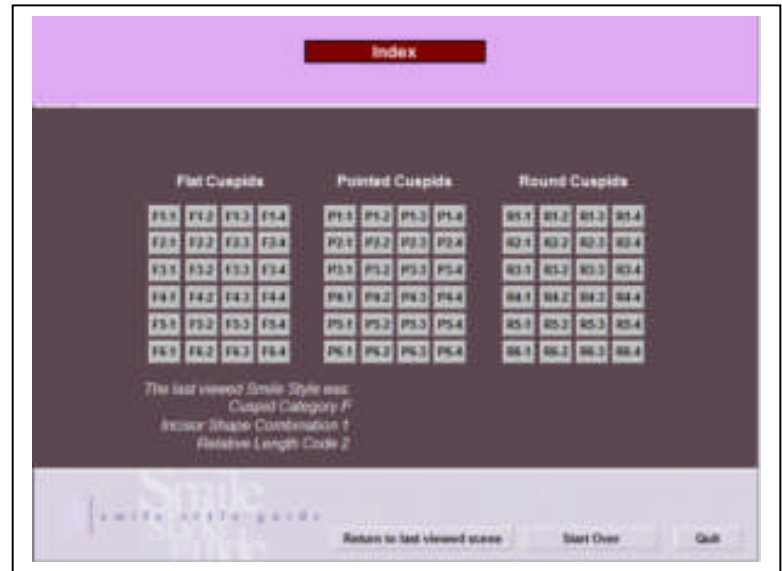 Index
Flat Cuspids Pointed Cuspids Round Cuspids
F1-1 F1-2 F1-3 F1-4 P1-1 P1-2 P1-3 P1-4 R1-1 R1-2 R1-3 R1-4
F2-1 F2-2 F2-3 F2-4 P2-1 P2-2 P2-3 P2-4 R2-1 R2-2 R2-3 R2-4
F3-1 F3-2 F3-3 F3-4 P3-1 P3-2 P3-3 P3-4 R3-1 R3-2 R3-3 R3-4
F4-1 F4-2 F4-3 F4-4 P4-1 P4-2 P4-3 P4-4 R4-1 R4-2 R4-3 R4-4
F5-1 F5-2 F5-3 F5-4 P5-1 P5-2 P5-3 P5-4 R5-1 R5-2 R5-3 R5-4
F6-1 F6-2 F6-3 F6-4 P6-1 P6-2 P6-3 P6-4 R6-1 R6-2 R6-3 R6-4
The last viewed Smile Style was:
Cuspid Category F
Incisor Shape Combination 1
Relative Length Code 2
Smile
smile style guide
Return to last viewed scene Start Over Quit